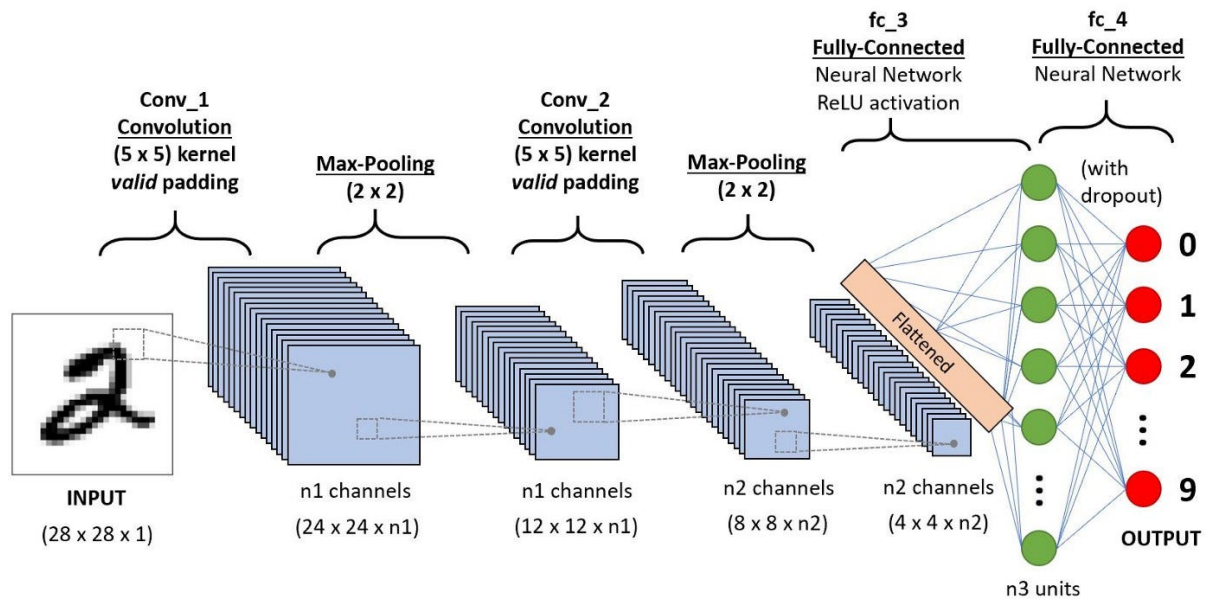 fc_3
Fully-Connected
Neural Network
ReLU activation
fc_4
Fully-Connected
Neural Network
Conv_1
Convolution
(5 x 5) kernel
valid padding
Max-Pooling
(2 x 2)
Conv_2
Convolution
(5 x 5) kernel
valid padding
Max-Pooling
(2 x 2)
(with
dropout)
Flattened
0
1
2
9
INPUT
(28 x 28 x 1)
n1 channels
(24 x 24 x n1)
n1 channels
(12 x 12 x n1)
n2 channels
(8 x 8 x n2)
n2 channels
(4 x 4 x n2)
OUTPUT
n3 units
2